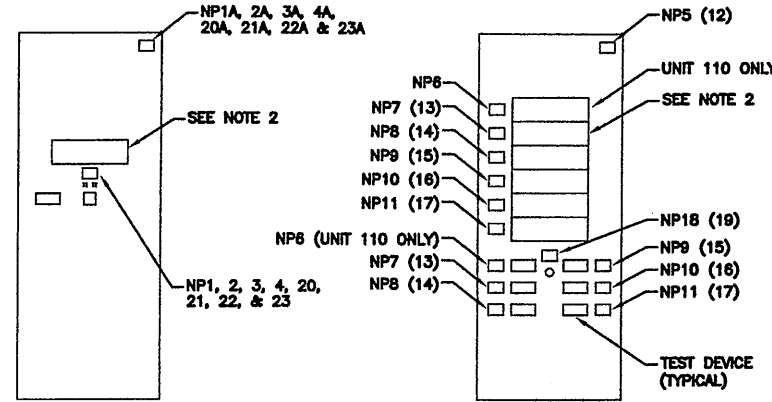 NP1A, 2A, 3A, 4A,
20A, 21A, 22A & 23A
SEE NOTE 2
NP1, 2, 3, 4, 20,
21, 22, & 23
NP5 (12)
UNIT 110 ONLY
SEE NOTE 2
NP6
NP7 (13)
NP8 (14)
NP9 (15)
NP10 (16)
NP11 (17)
NP18 (19)
NP6 (UNIT 110 ONLY)
NP7 (13)
NP8 (14)
NP9 (15)
NP10 (16)
NP11 (17)
TEST DEVICE
(TYPICAL)